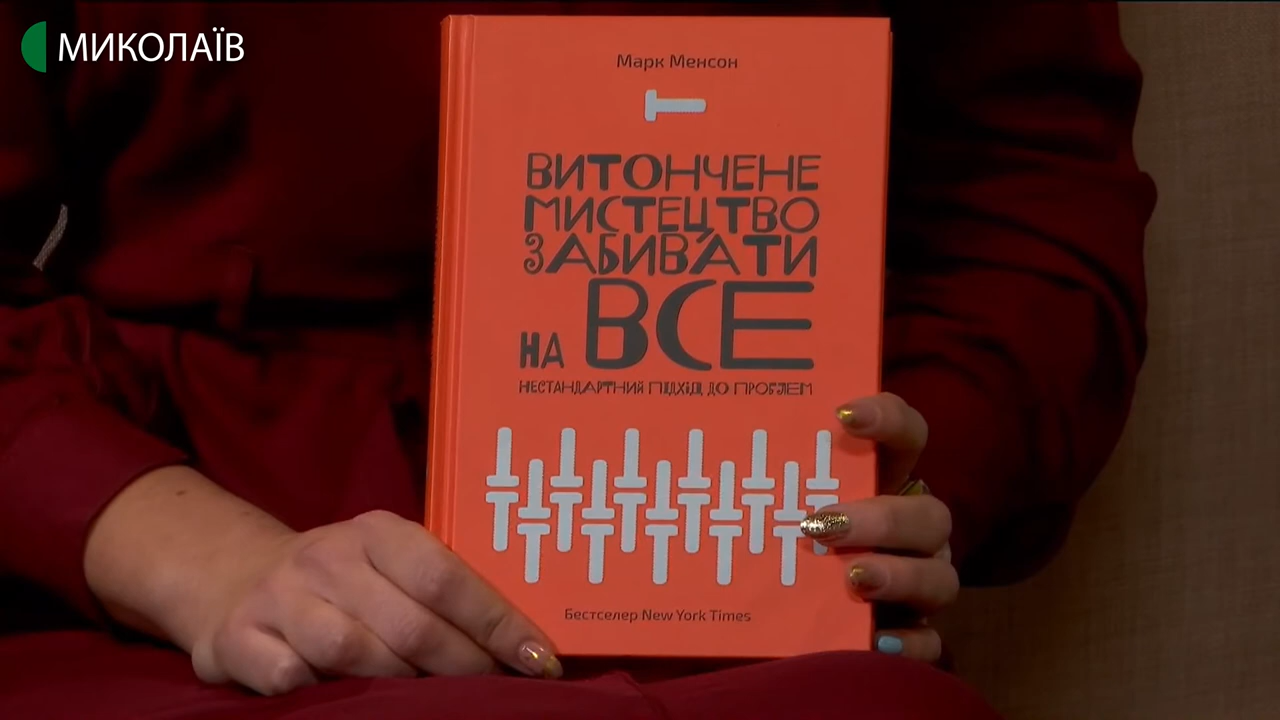 МИКОЛАЇВ
Марк Менсон
ВИТОНЧЕНЕ
МИСТЕЦТВО
ЗАБИВАТИ
НА ВСЕ
НЕСТАНДАРТНИЙ ПІДХІД ДО ПРОБЛЕМ
Бестселер New York Times